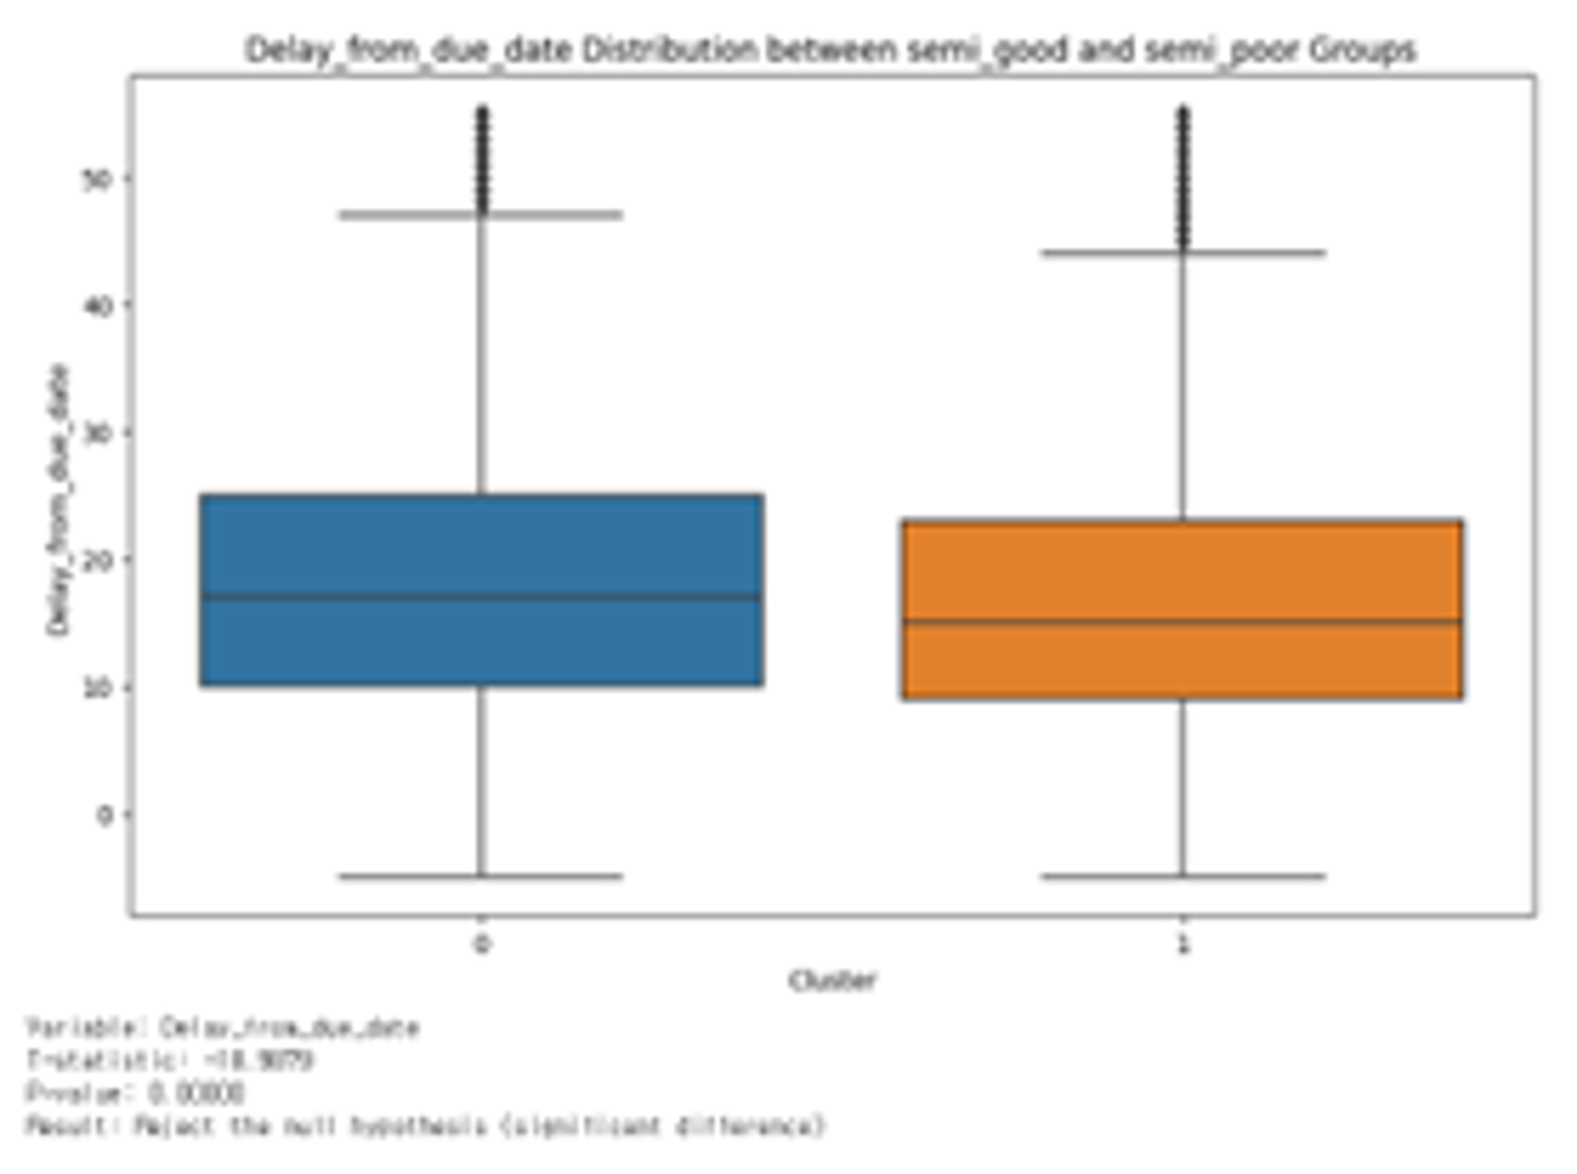 Delay_from_due_date Distribution between semi_good and semi_poor Groups
50
40
30
20
10
0
Delay_from_due_date
0
1
Cluster
Variable: Delay_from_due_date
T-statistic:
P-value: 0.00000
Result: Reject the null hypothesis (significant difference)